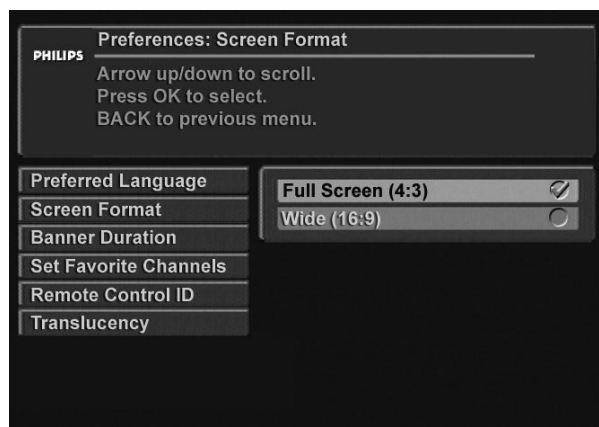 PHILIPS
Preferences: Screen Format
Arrow up/down to scroll.
Press OK to select.
BACK to previous menu.
Preferred Language
Screen Format
Banner Duration
Set Favorite Channels
Remote Control ID
Translucency
Full Screen (4:3)
Wide (16:9)